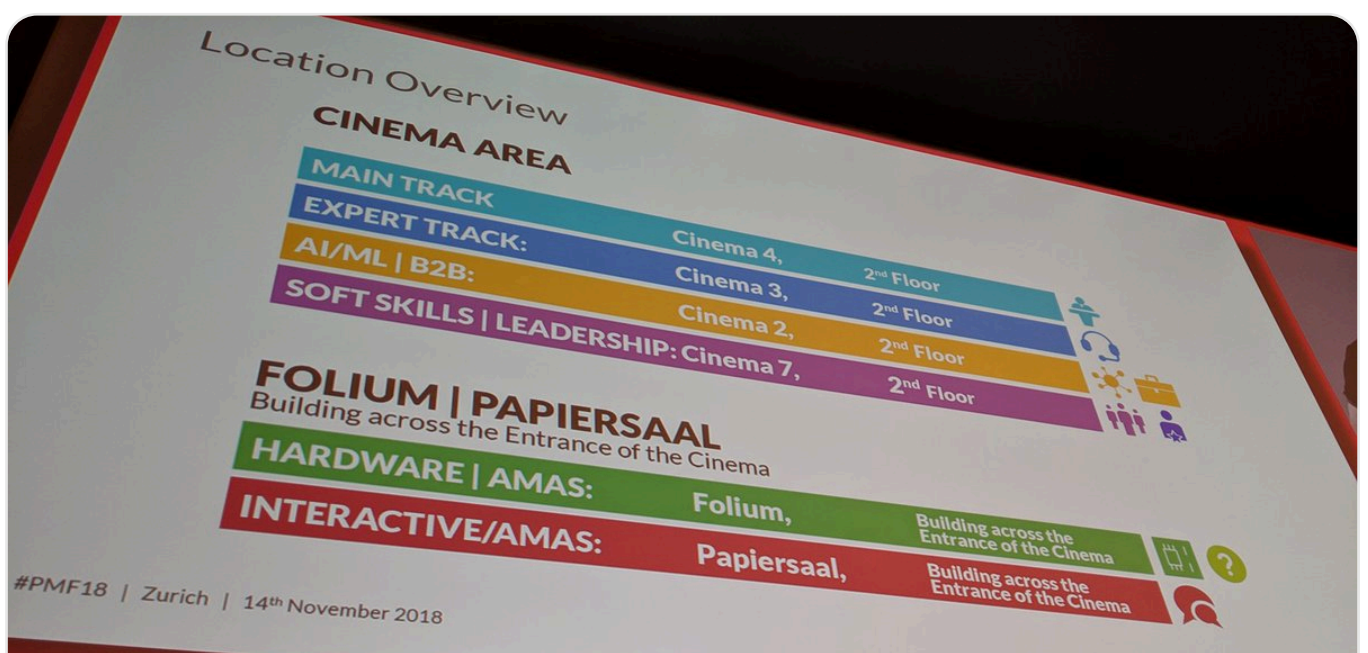 Location Overview
CINEMA AREA
MAIN TRACK Cinema 4, 2nd Floor
EXPERT TRACK: Cinema 3, 2nd Floor
AI/ML | B2B: Cinema 2, 2nd Floor
SOFT SKILLS | LEADERSHIP: Cinema 7, 2nd Floor
FOLIUM | PAPIERSAAL
Building across the Entrance of the Cinema
HARDWARE | AMAS: Folium, Building across the
Entrance of the Cinema
?
INTERACTIVE/AMAS: Papiersaal, Building across the
Entrance of the Cinema
#PMF18 | Zurich | 14th November 2018